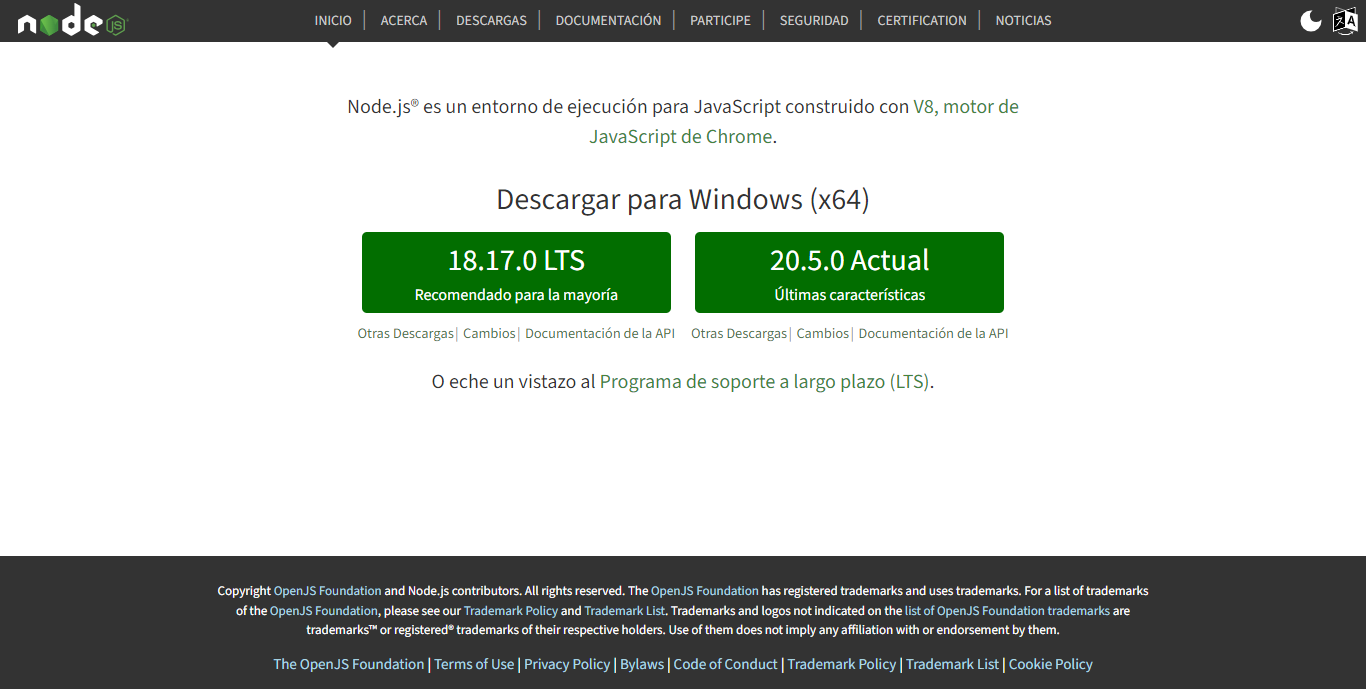 node JS
INICIO | ACERCA | DESCARGAS | DOCUMENTACIÓN | PARTICIPE | SEGURIDAD | CERTIFICATION | NOTICIAS
Node.js® es un entorno de ejecución para JavaScript construido con V8, motor de
JavaScript de Chrome.
Descargar para Windows (x64)
18.17.0 LTS
Recomendado para la mayoría
Otras Descargas | Cambios | Documentación de la API
20.5.0 Actual
Últimas características
Otras Descargas | Cambios | Documentación de la API
O eche un vistazo al Programa de soporte a largo plazo (LTS).
Copyright OpenJS Foundation and Node.js contributors. All rights reserved. The OpenJS Foundation has registered trademarks and uses trademarks. For a list of trademarks
of the OpenJS Foundation, please see our Trademark Policy and Trademark List. Trademarks and logos not indicated on the list of OpenJS Foundation trademarks are
trademarks™ or registered® trademarks of their respective holders. Use of them does not imply any affiliation with or endorsement by them.
The OpenJS Foundation | Terms of Use | Privacy Policy | Bylaws | Code of Conduct | Trademark Policy | Trademark List | Cookie Policy